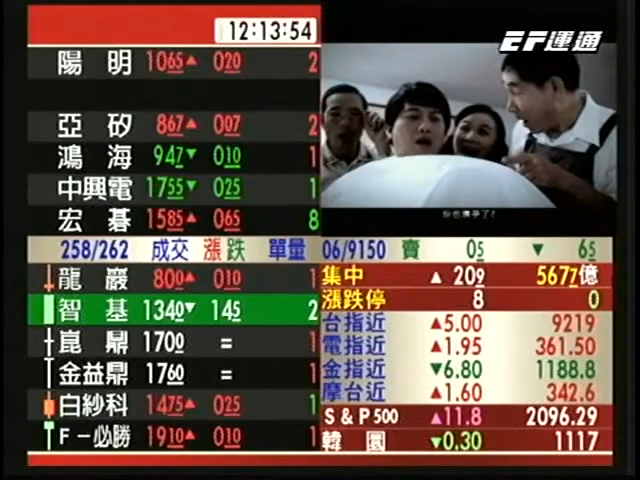 12:13:54
EF運通
陽明 1065▲ 020 2
亞矽 867▲ 007 2
鴻海 947▼ 010 1
中興電 1755▼ 025 1
宏碁 1585▲ 065 8
258/262 成交 漲跌 單量 06/9150 賣 05 ▼ 65
龍巖 800▲ 010 1
智基 1340▼ 145 2
崑鼎 1700 = 1
金益鼎 1760 = 1
白紗科 1475▲ 025 1
F-必勝 1910▲ 010 1
集中 ▲ 209 5677億
漲跌停 8 0
台指近 ▲5.00 9219
電指近 ▲1.95 361.50
金指近 ▼6.80 1188.8
摩台近 ▲1.60 342.6
S&P500 ▲11.8 2096.29
韓圜 ▼0.30 1117